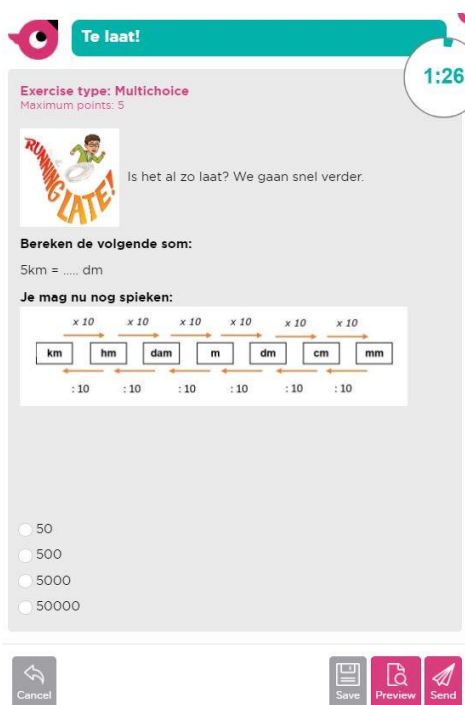 Te laat!
1:26
Exercise type: Multichoice
Maximum points: 5
RUNNING LATE!
Is het al zo laat? We gaan snel verder.
Bereken de volgende som:
5km = ..... dm
Je mag nu nog spieken:
x 10 x 10 x 10 x 10 x 10 x 10
km hm dam m dm cm mm
: 10 : 10 : 10 : 10 : 10 : 10
50
500
5000
50000
Cancel Save Preview Send